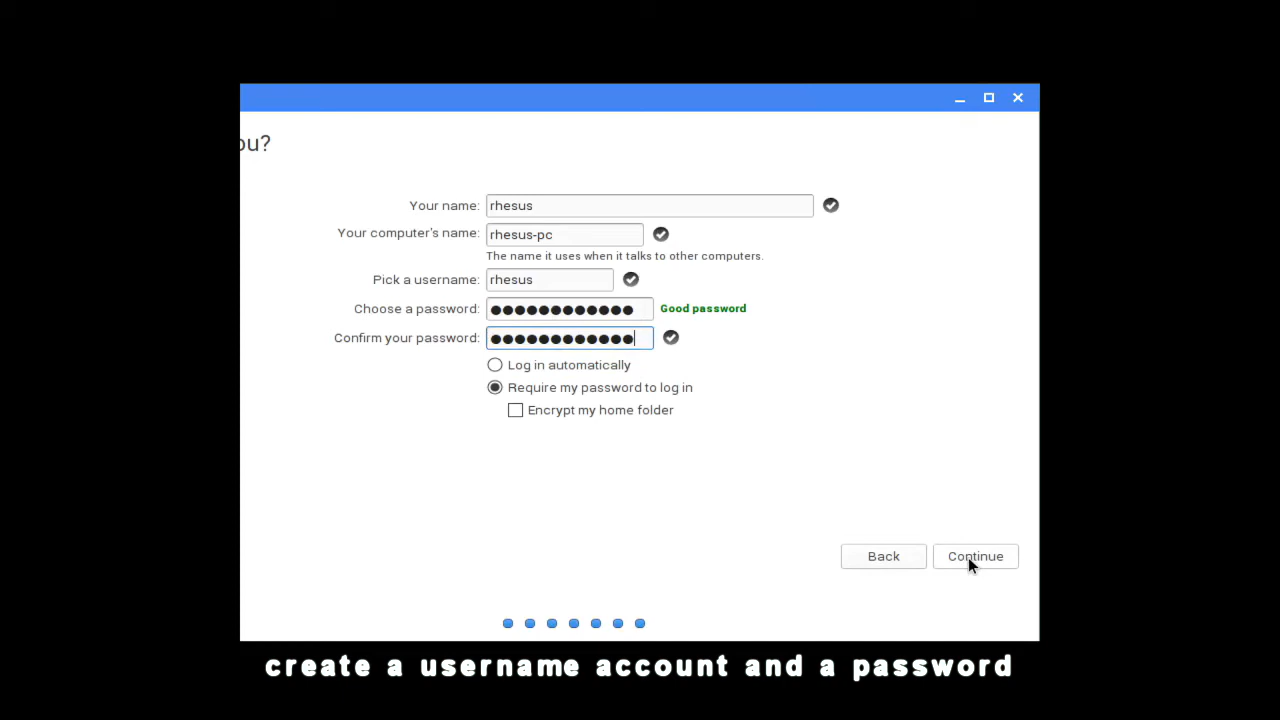 ou?
Your name: rhesus
Your computer's name: rhesus-pc
The name it uses when it talks to other computers.
Pick a username: rhesus
Choose a password: ●●●●●●●●●●●● Good password
Confirm your password: ●●●●●●●●●●●●
Log in automatically
Require my password to log in
Encrypt my home folder
Back Continue
create a username account and a password